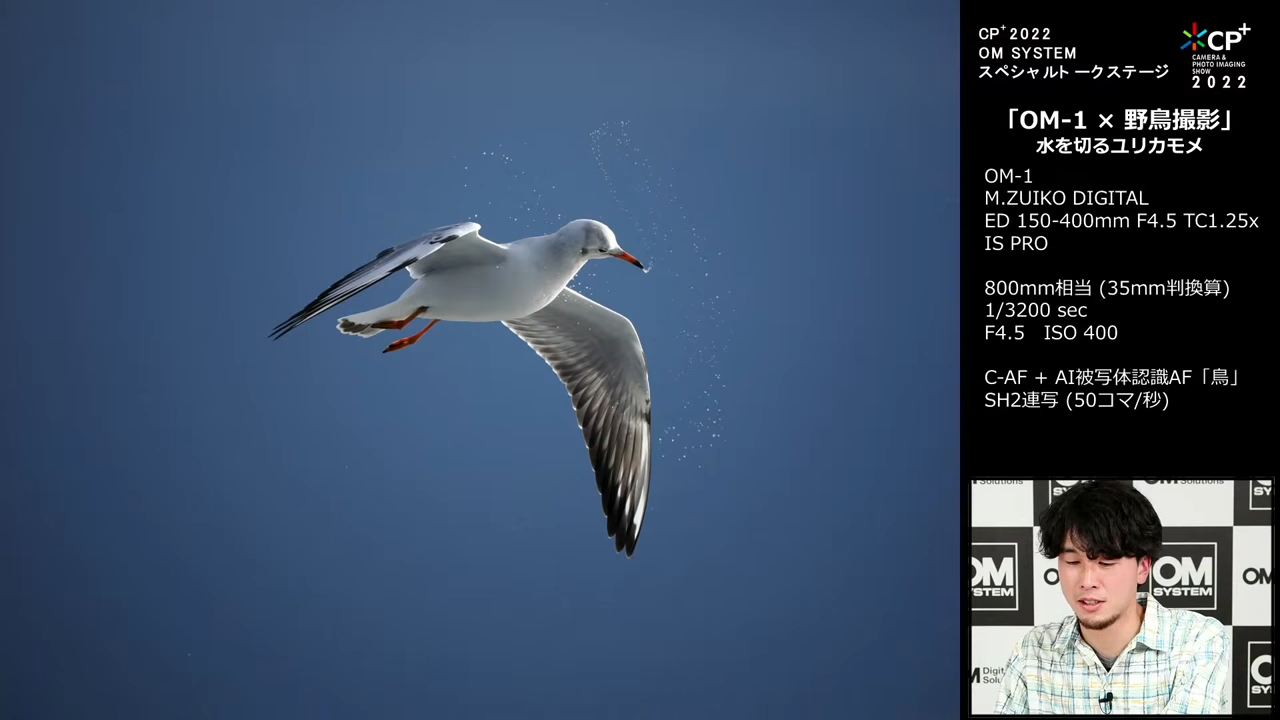 CP+2022
OM SYSTEM
スペシャルトークステージ
CP+
CAMERA &
PHOTO IMAGING
SHOW
2022
「OM-1 × 野鳥撮影」
水を切るユリカモメ
OM-1
M.ZUIKO DIGITAL
ED 150-400mm F4.5 TC1.25x
IS PRO
800mm相当 (35mm判換算)
1/3200 sec
F4.5 ISO 400
C-AF + AI被写体認識AF「鳥」
SH2連写 (50コマ/秒)
Solutions
Solutions
OM
SYSTEM
OM
SYSTEM
OM